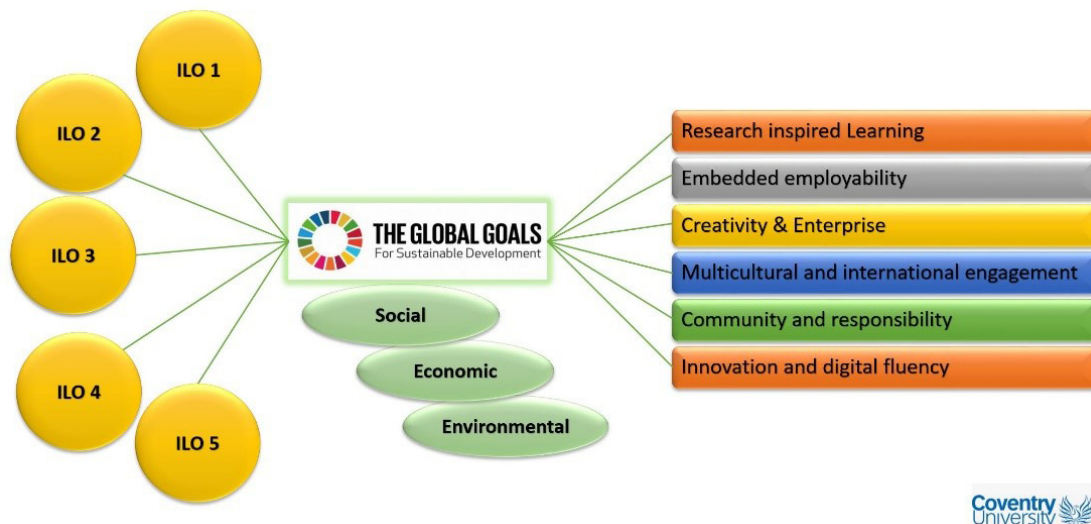 ILO 1
ILO 2
ILO 3
ILO 4
ILO 5
THE GLOBAL GOALS
For Sustainable Development
Social
Economic
Environmental
Research inspired Learning
Embedded employability
Creativity & Enterprise
Multicultural and international engagement
Community and responsibility
Innovation and digital fluency
Coventry
University